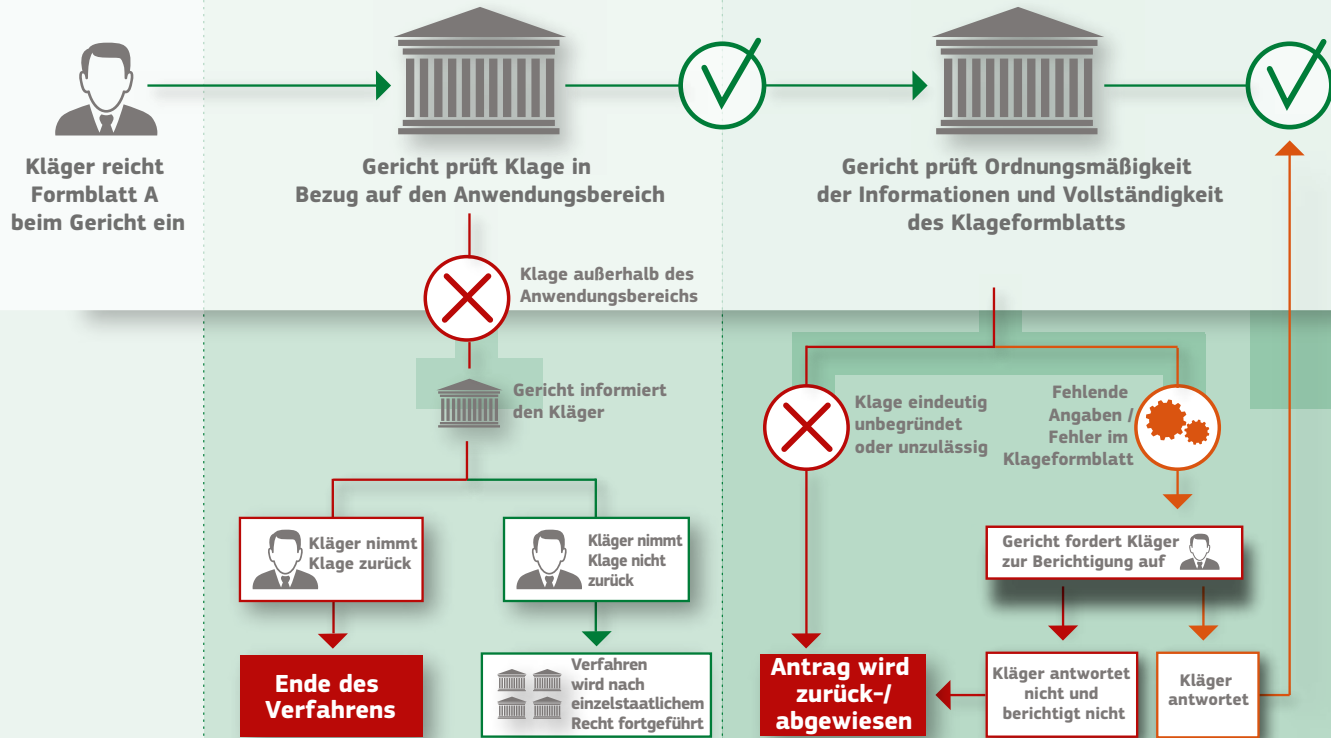 Kläger reicht
Formblatt A
beim Gericht ein
Gericht prüft Klage in
Bezug auf den Anwendungsbereich
Gericht prüft Ordnungsmäßigkeit
der Informationen und Vollständigkeit
des Klageformblatts
Klage außerhalb des
Anwendungsbereichs
Gericht informiert
den Kläger
Kläger nimmt
Klage zurück
Kläger nimmt
Klage nicht
zurück
Ende des
Verfahrens
Verfahren
wird nach
einzelstaatlichem
Recht fortgeführt
Klage eindeutig
unbegründet
oder unzulässig
Fehlende
Angaben /
Fehler im
Klageformblatt
Gericht fordert Kläger
zur Berichtigung auf
Antrag wird
zurück-/
abgewiesen
Kläger antwortet
nicht und
berichtigt nicht
Kläger
antwortet